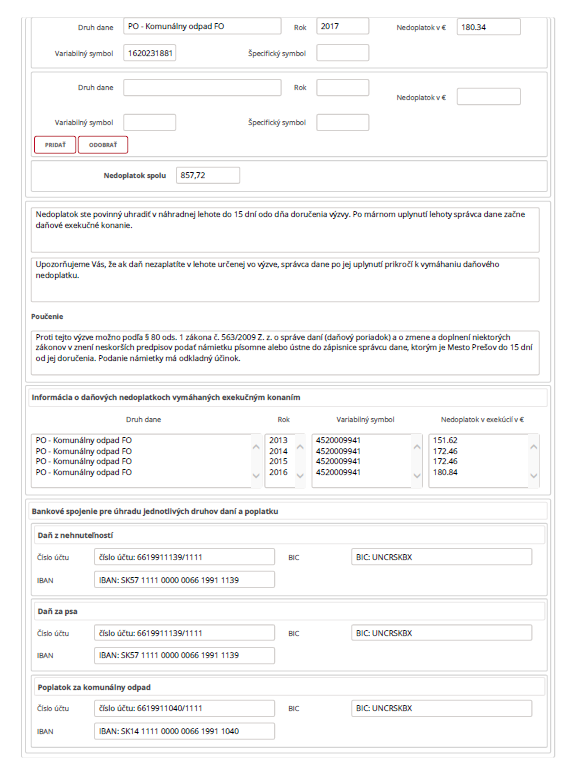 Druh dane PO - Komunálny odpad FO Rok 2017 Nedoplatok v € 180.34
Variabilný symbol 1620231881 Špecifický symbol
Druh dane Rok Nedoplatok v €
Variabilný symbol Špecifický symbol
PRIDAŤ ODOBRAŤ
Nedoplatok spolu 857,72
Nedoplatok ste povinný uhradiť v náhradnej lehote do 15 dní odo dňa doručenia výzvy. Po márnom uplynutí lehoty správca dane začne
daňové exekučné konanie.
Upozorňujeme Vás, že ak daň nezaplatíte v lehote určenej vo výzve, správca dane po jej uplynutí prikročí k vymáhaniu daňového
nedoplatku.
Poučenie
Proti tejto výzve možno podľa § 80 ods. 1 zákona č. 563/2009 Z. z. o správe daní (daňový poriadok) a o zmene a doplnení niektorých
zákonov v znení neskorších predpisov podať námietku písomne alebo ústne do zápisnice správcu dane, ktorým je Mesto Prešov do 15 dní
od jej doručenia. Podanie námietky má odkladný účinok.
Informácia o daňových nedoplatkoch vymáhaných exekučným konaním
Druh dane Rok Variabilný symbol Nedoplatok v exekúcií v €
PO - Komunálny odpad FO 2013 4520009941 151.62
PO - Komunálny odpad FO 2014 4520009941 172.46
PO - Komunálny odpad FO 2015 4520009941 172.46
PO - Komunálny odpad FO 2016 4520009941 180.84
Bankové spojenie pre úhradu jednotlivých druhov daní a poplatku
Daň z nehnuteľností
Číslo účtu číslo účtu: 6619911139/1111 BIC BIC: UNCRSKBX
IBAN IBAN: SK57 1111 0000 0066 1991 1139
Daň za psa
Číslo účtu číslo účtu: 6619911139/1111 BIC BIC: UNCRSKBX
IBAN IBAN: SK57 1111 0000 0066 1991 1139
Poplatok za komunálny odpad
Číslo účtu číslo účtu: 6619911040/1111 BIC BIC: UNCRSKBX
IBAN IBAN: SK14 1111 0000 0066 1991 1040